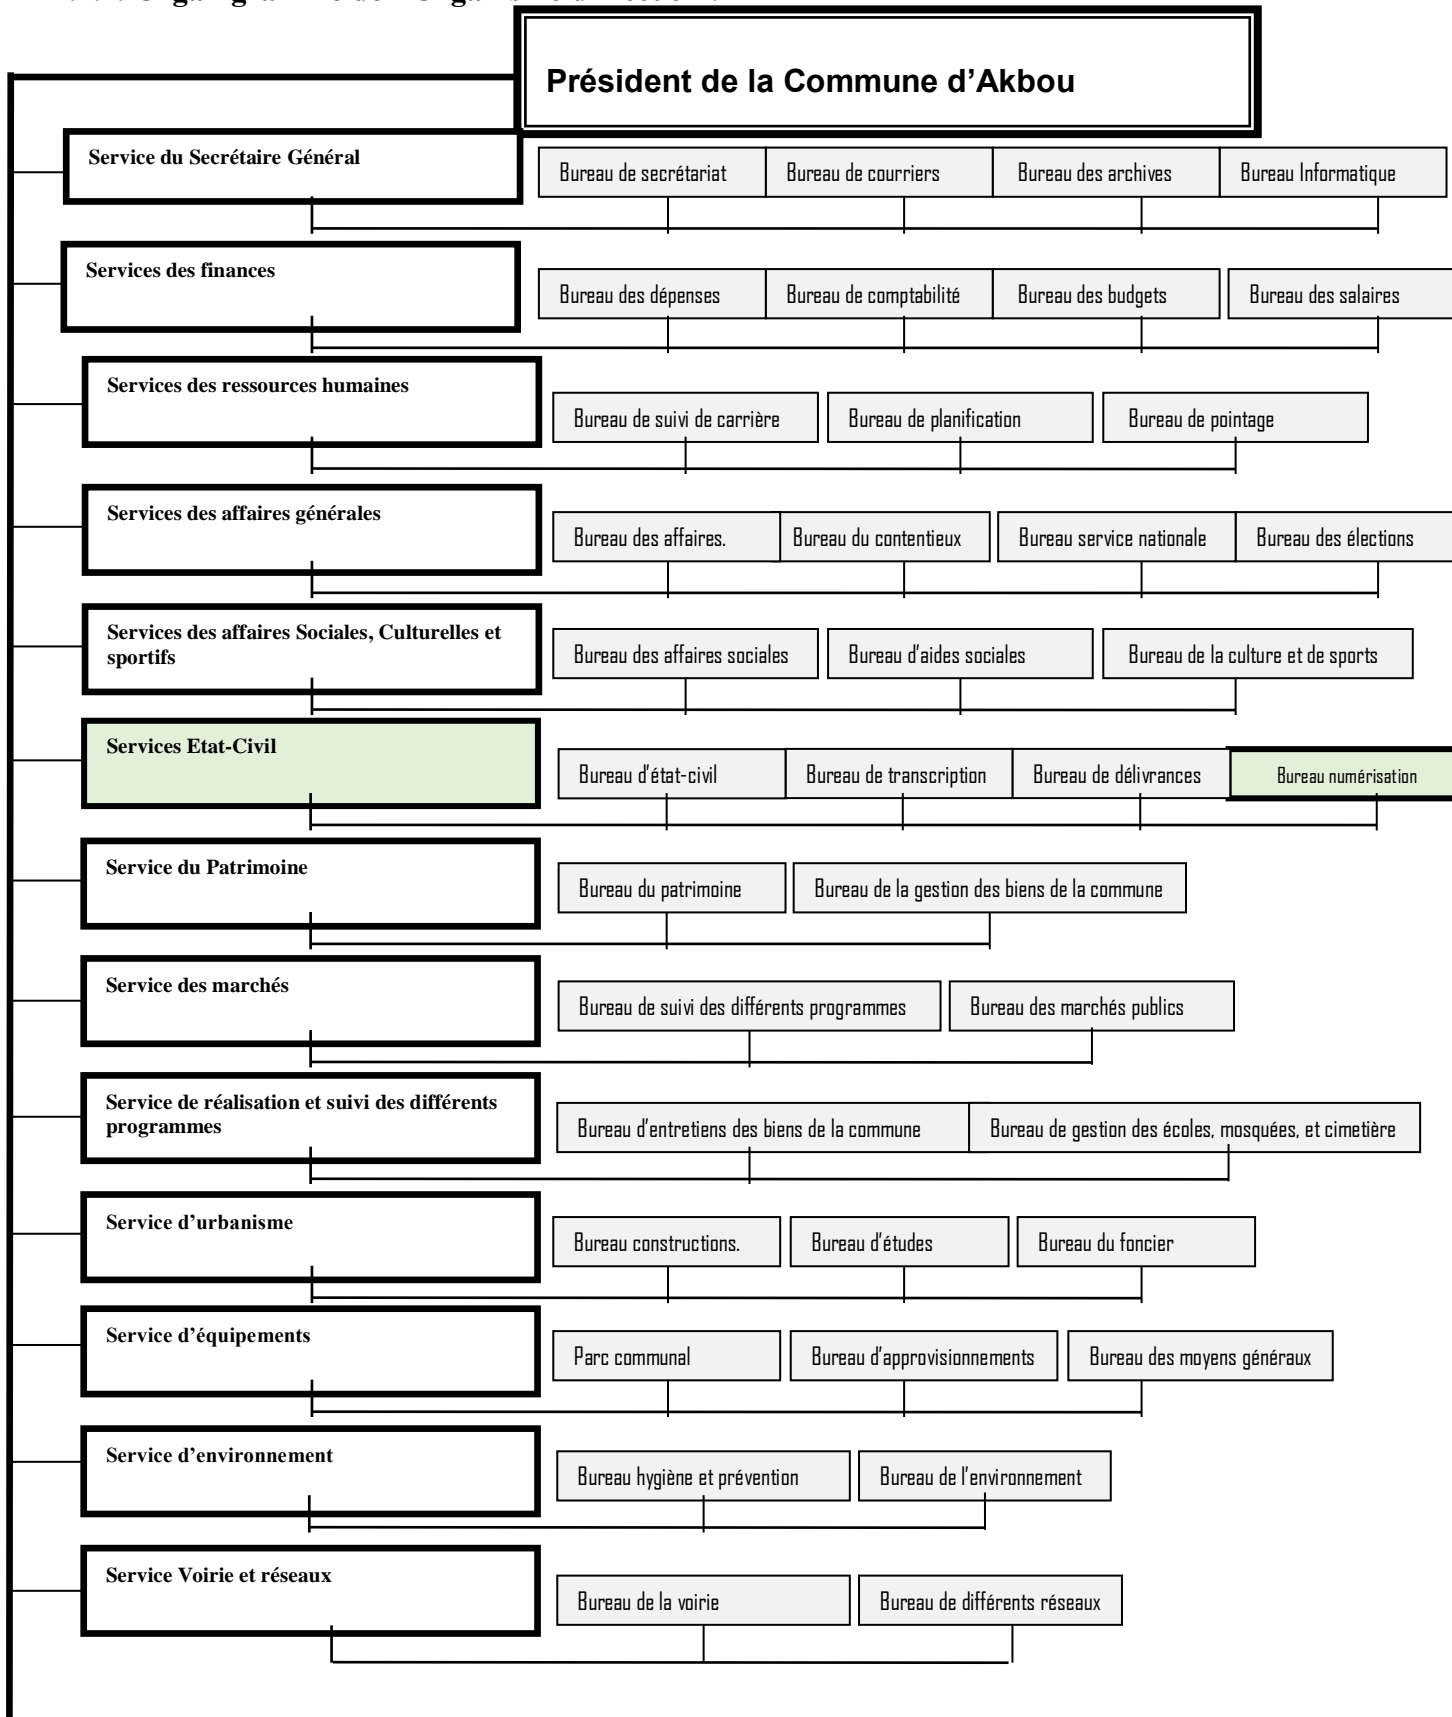 Président de la Commune d’Akbou
Service du Secrétaire Général
Bureau de secrétariat
Bureau de courriers
Bureau des archives
Bureau Informatique
Services des finances
Bureau des dépenses
Bureau de comptabilité
Bureau des budgets
Bureau des salaires
Services des ressources humaines
Bureau de suivi de carrière
Bureau de planification
Bureau de pointage
Services des affaires générales
Bureau des affaires.
Bureau du contentieux
Bureau service nationale
Bureau des élections
Services des affaires Sociales, Culturelles et
sportifs
Bureau des affaires sociales
Bureau d'aides sociales
Bureau de la culture et de sports
Services Etat-Civil
Bureau d'état-civil
Bureau de transcription
Bureau de délivrances
Bureau numérisation
Service du Patrimoine
Bureau du patrimoine
Bureau de la gestion des biens de la commune
Service des marchés
Bureau de suivi des différents programmes
Bureau des marchés publics
Service de réalisation et suivi des différents
programmes
Bureau d'entretiens des biens de la commune
Bureau de gestion des écoles, mosquées, et cimetière
Service d’urbanisme
Bureau constructions.
Bureau d'études
Bureau du foncier
Service d’équipements
Parc communal
Bureau d'approvisionnements
Bureau des moyens généraux
Service d’environnement
Bureau hygiène et prévention
Bureau de l'environnement
Service Voirie et réseaux
Bureau de la voirie
Bureau de différents réseaux